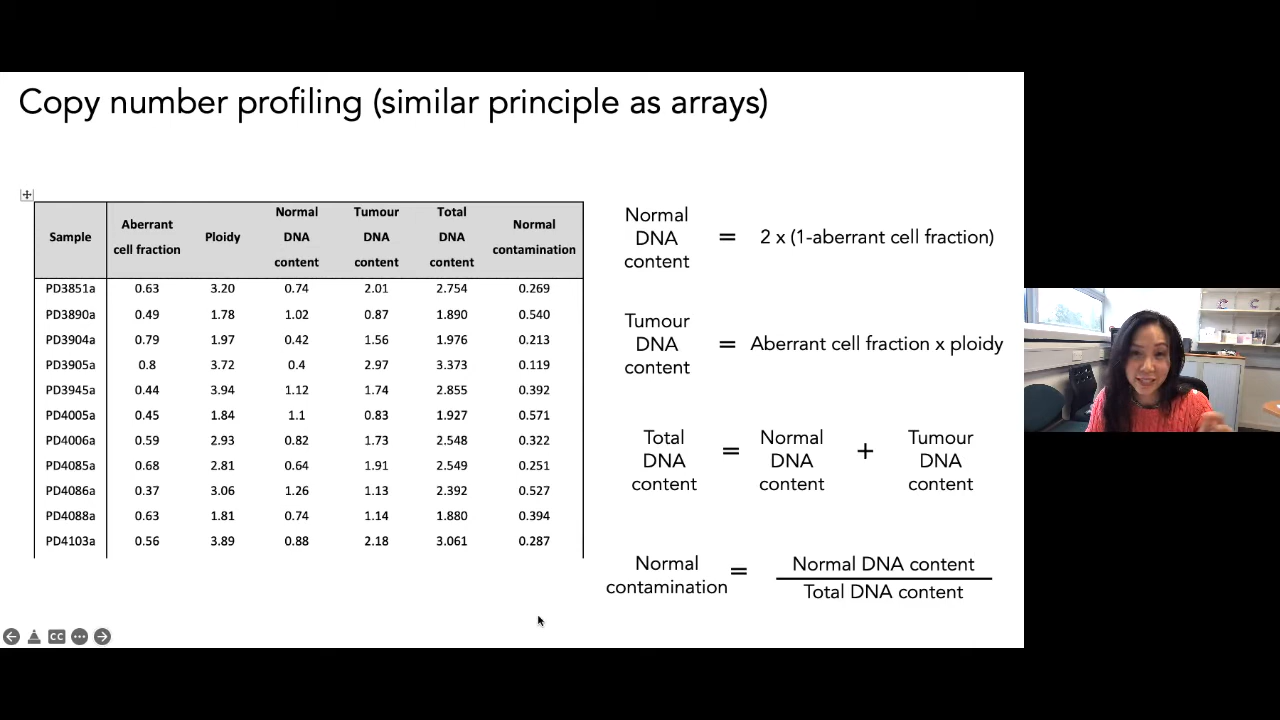 Copy number profiling (similar principle as arrays)
Sample Aberrant cell fraction Ploidy Normal DNA content Tumour DNA content Total DNA content Normal contamination
PD3851a 0.63 3.20 0.74 2.01 2.754 0.269
PD3890a 0.49 1.78 1.02 0.87 1.890 0.540
PD3904a 0.79 1.97 0.42 1.56 1.976 0.213
PD3905a 0.8 3.72 0.4 2.97 3.373 0.119
PD3945a 0.44 3.94 1.12 1.74 2.855 0.392
PD4005a 0.45 1.84 1.1 0.83 1.927 0.571
PD4006a 0.59 2.93 0.82 1.73 2.548 0.322
PD4085a 0.68 2.81 0.64 1.91 2.549 0.251
PD4086a 0.37 3.06 1.26 1.13 2.392 0.527
PD4088a 0.63 1.81 0.74 1.14 1.880 0.394
PD4103a 0.56 3.89 0.88 2.18 3.061 0.287
Normal
DNA
content
= 2 x (1-aberrant cell fraction)
Tumour
DNA
content
= Aberrant cell fraction x ploidy
Total
DNA
content
=
Normal
DNA
content
+
Tumour
DNA
content
Normal
contamination
=
Normal DNA content
Total DNA content
CC